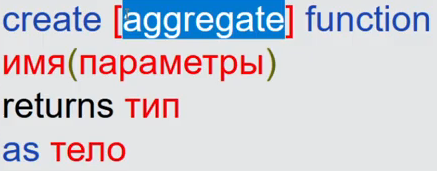 create [aggregate] function
имя(параметры)
returns тип
as тело